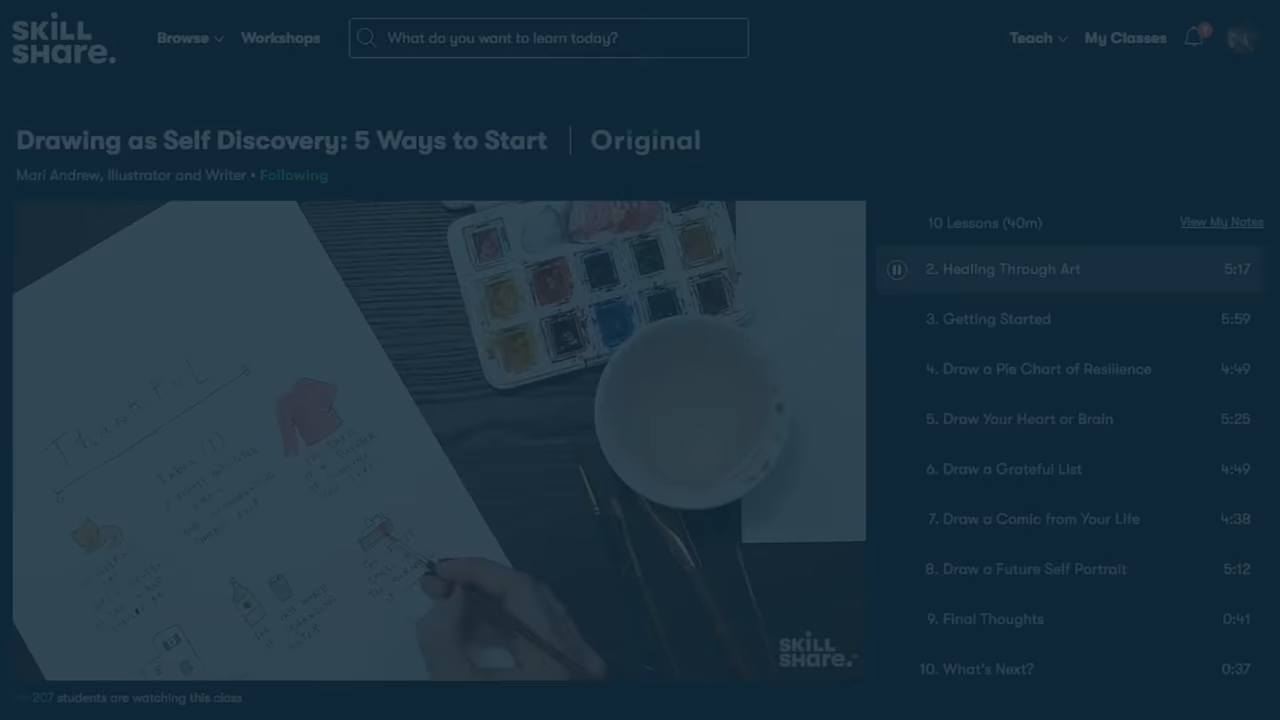 SKILL
SHARE.
Browse
Workshops
What do you want to learn today?
Teach
My Classes
1
Drawing as Self Discovery: 5 Ways to Start | Original
Mari Andrew, Illustrator and Writer • Following
10 Lessons (40m)
View My Notes
2. Healing Through Art 5:17
3. Getting Started 5:59
4. Draw a Pie Chart of Resilience 4:49
5. Draw Your Heart or Brain 5:25
6. Draw a Grateful List 4:49
7. Draw a Comic from Your Life 4:38
8. Draw a Future Self Portrait 5:12
9. Final Thoughts 0:41
10. What's Next? 0:37
SKILL
SHARE.
207 students are watching this class